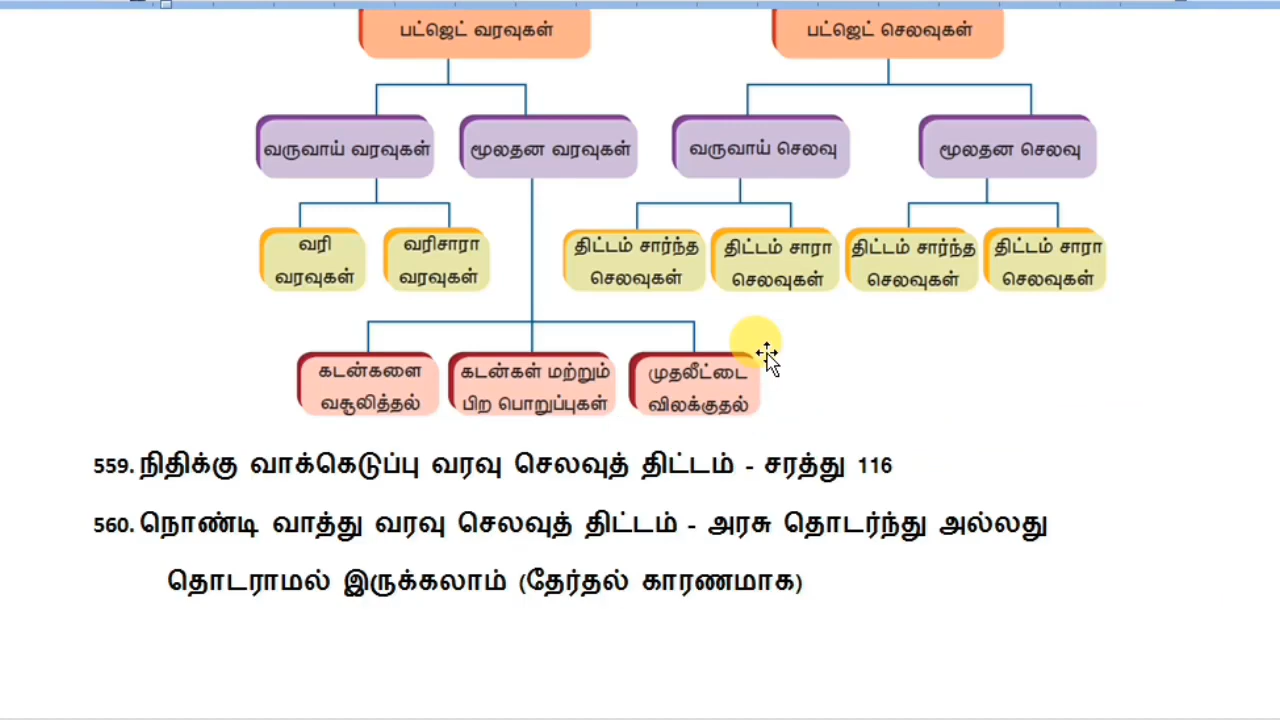 பட்ஜெட் வரவுகள்
பட்ஜெட் செலவுகள்
வருவாய் வரவுகள்
மூலதன வரவுகள்
வருவாய் செலவு
மூலதன செலவு
வரி
வரவுகள்
வரிசாரா
வரவுகள்
திட்டம் சார்ந்த
செலவுகள்
திட்டம் சாரா
செலவுகள்
திட்டம் சார்ந்த
செலவுகள்
திட்டம் சாரா
செலவுகள்
கடன்களை
வசூலித்தல்
கடன்கள் மற்றும்
பிற பொறுப்புகள்
முதலீட்டை
விலக்குதல்
559. நிதிக்கு வாக்கெடுப்பு வரவு செலவுத் திட்டம் - சரத்து 116
560. நொண்டி வாத்து வரவு செலவுத் திட்டம் - அரசு தொடர்ந்து அல்லது
தொடராமல் இருக்கலாம் (தேர்தல் காரணமாக)